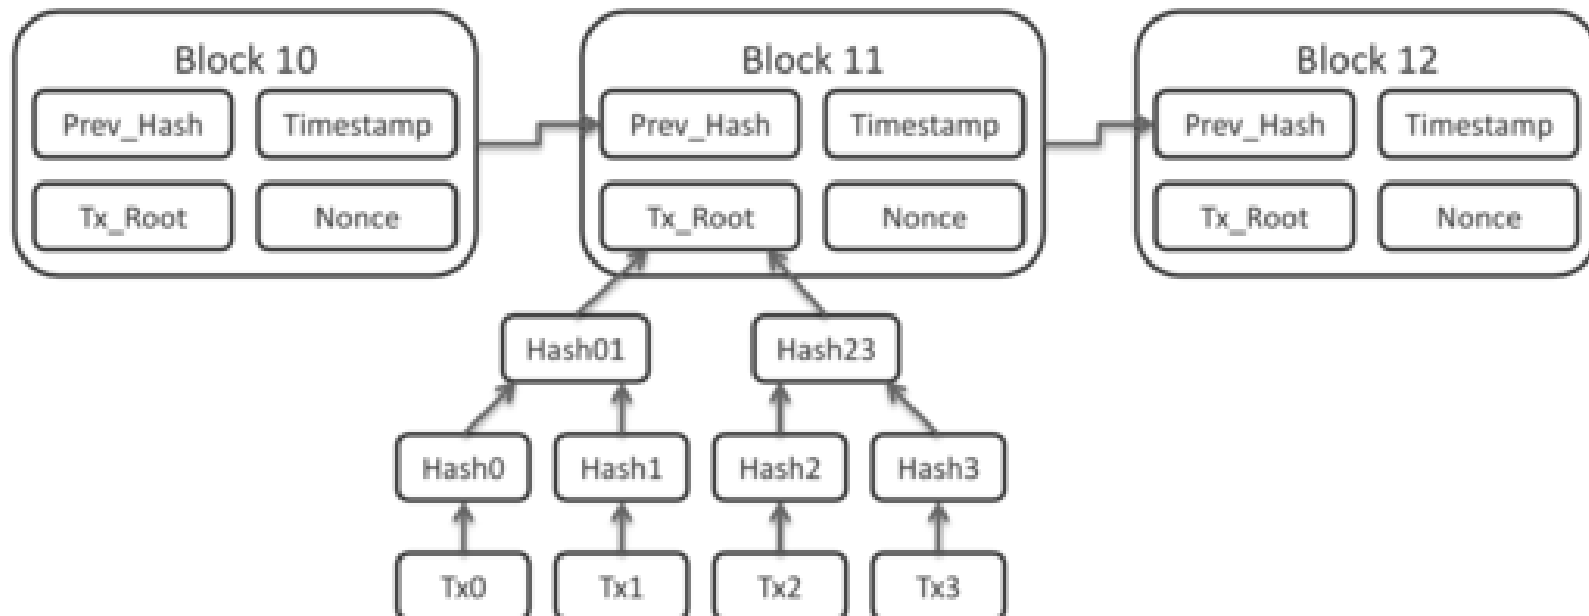 Block 10 Block 11 Block 12
Prev_Hash Timestamp Prev_Hash Timestamp Prev_Hash Timestamp
Tx_Root Nonce Tx_Root Nonce Tx_Root Nonce
Hash01 Hash23
Hash0 Hash1 Hash2 Hash3
Tx0 Tx1 Tx2 Tx3